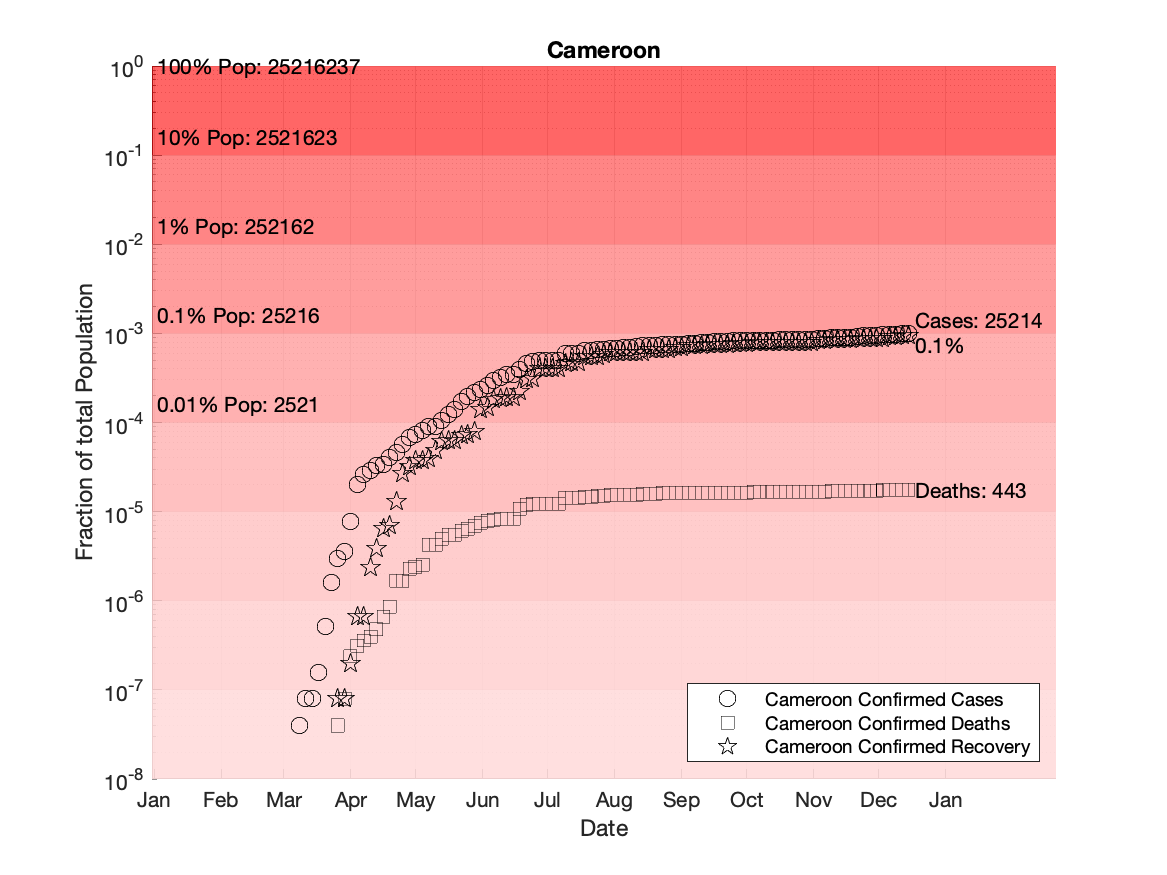 Cameroon
10^0
100% Pop: 25216237
10% Pop: 2521623
10^-1
1% Pop: 252162
10^-2
0.1% Pop: 25216
10^-3
Cases: 25214
0.1%
0.01% Pop: 2521
10^-4
Deaths: 443
10^-5
10^-6
10^-7
10^-8
Fraction of total Population
Cameroon Confirmed Cases
Cameroon Confirmed Deaths
Cameroon Confirmed Recovery
Jan Feb Mar Apr May Jun Jul Aug Sep Oct Nov Dec Jan
Date